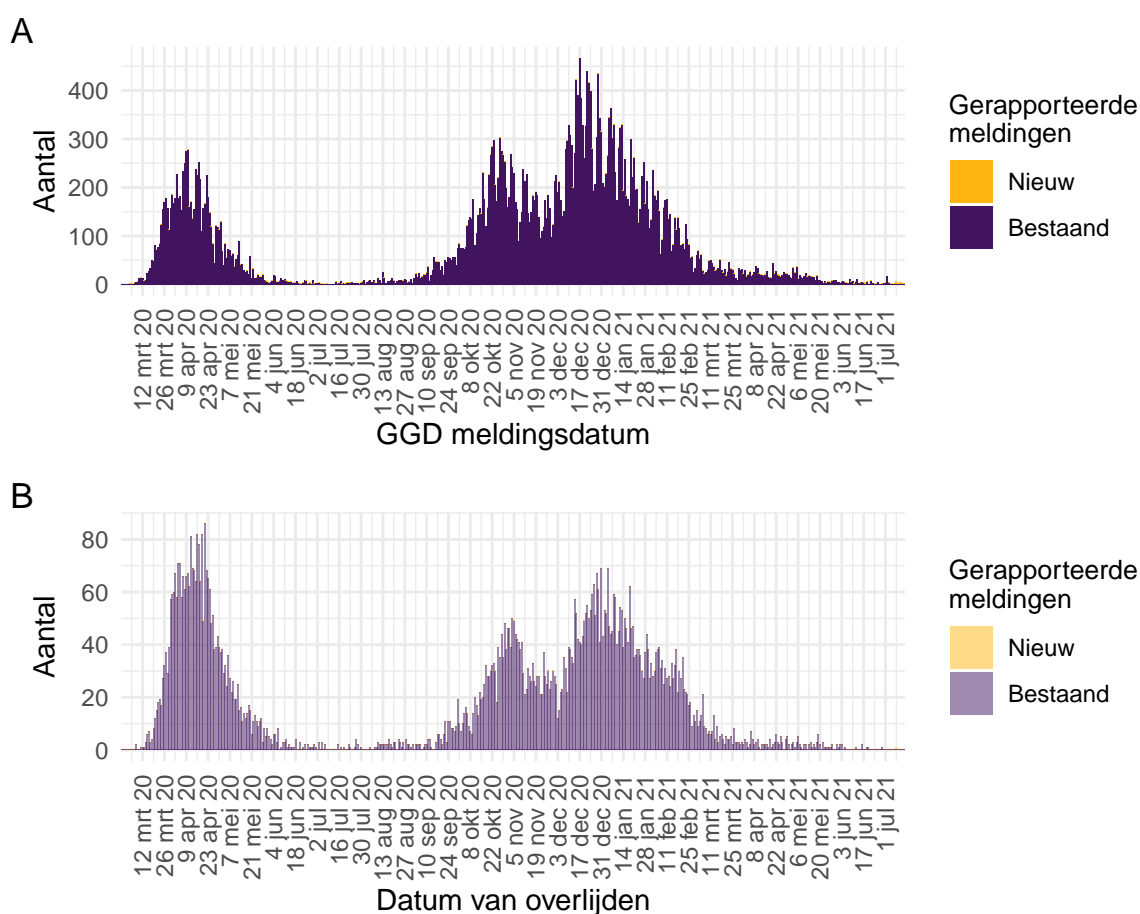 A
Aantal
400
300
200
100
0
12 mrt 20
26 mrt 20
9 apr 20
23 apr 20
7 mei 20
21 mei 20
4 jun 20
18 jun 20
2 jul 20
16 jul 20
30 jul 20
13 aug 20
27 aug 20
10 sep 20
24 sep 20
8 okt 20
22 okt 20
5 nov 20
19 nov 20
3 dec 20
17 dec 20
31 dec 20
14 jan 21
28 jan 21
11 feb 21
25 feb 21
11 mrt 21
25 mrt 21
8 apr 21
22 apr 21
6 mei 21
20 mei 21
3 jun 21
17 jun 21
1 jul 21
GGD meldingsdatum
Gerapporteerde
meldingen
Nieuw
Bestaand
B
Aantal
80
60
40
20
0
12 mrt 20
26 mrt 20
9 apr 20
23 apr 20
7 mei 20
21 mei 20
4 jun 20
18 jun 20
2 jul 20
16 jul 20
30 jul 20
13 aug 20
27 aug 20
10 sep 20
24 sep 20
8 okt 20
22 okt 20
5 nov 20
19 nov 20
3 dec 20
17 dec 20
31 dec 20
14 jan 21
28 jan 21
11 feb 21
25 feb 21
11 mrt 21
25 mrt 21
8 apr 21
22 apr 21
6 mei 21
20 mei 21
3 jun 21
17 jun 21
1 jul 21
Datum van overlijden
Gerapporteerde
meldingen
Nieuw
Bestaand